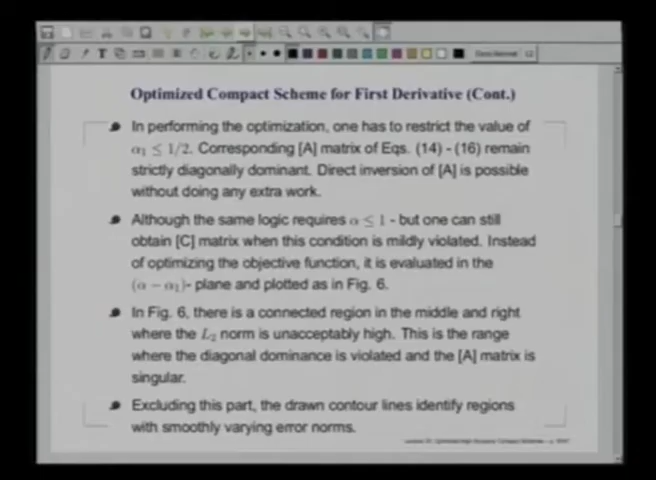 Optimized Compact Scheme for First Derivative (Cont.)
In performing the optimization, one has to restrict the value of
α₁ ≤ 1/2. Corresponding [A] matrix of Eqs. (14) - (16) remain
strictly diagonally dominant. Direct inversion of [A] is possible
without doing any extra work.
Although the same logic requires α ≤ 1 - but one can still
obtain [C] matrix when this condition is mildly violated. Instead
of optimizing the objective function, it is evaluated in the
(α − α₁)- plane and plotted as in Fig. 6.
In Fig. 6, there is a connected region in the middle and right
where the L₂ norm is unacceptably high. This is the range
where the diagonal dominance is violated and the [A] matrix is
singular.
Excluding this part, the drawn contour lines identify regions
with smoothly varying error norms.